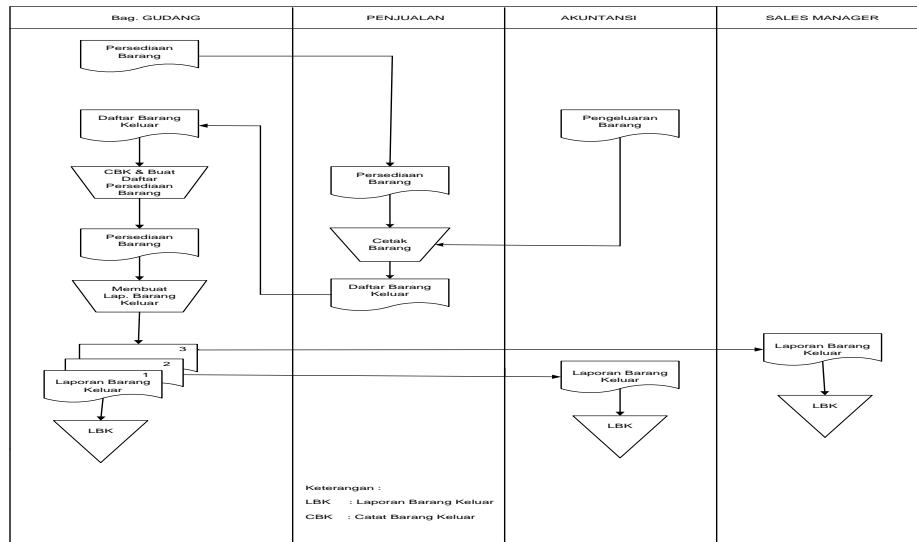 Bag. GUDANG
PENJUALAN
AKUNTANSI
SALES MANAGER
Persediaan
Barang
Daftar Barang
Keluar
Pengeluaran
Barang
CBK & Buat
Daftar
Persediaan
Barang
Persediaan
Barang
Persediaan
Barang
Cetak
Barang
Membuat
Lap. Barang
Keluar
Daftar Barang
Keluar
3
2
1
Laporan Barang
Keluar
Laporan Barang
Keluar
Laporan Barang
Keluar
LBK
LBK
LBK
Keterangan :
LBK : Laporan Barang Keluar
CBK : Catat Barang Keluar